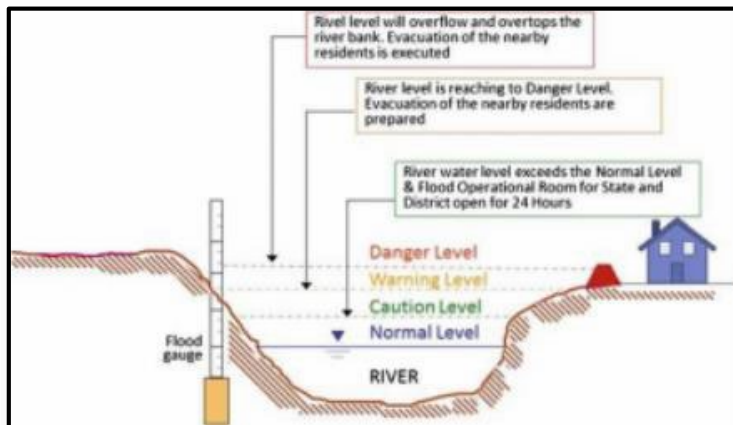 Rivel level will overflow and overtops the
river bank. Evacuation of the nearby
residents is executed
River level is reaching to Danger Level.
Evacuation of the nearby residents are
prepared
River water level exceeds the Normal Level
& Flood Operational Room for State and
District open for 24 Hours
Danger Level
Warning Level
Caution Level
Normal Level
Flood
gauge
RIVER